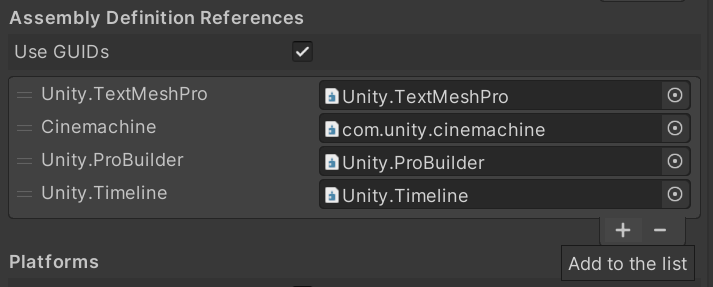 Assembly Definition References
Use GUIDs
Unity.TextMeshPro Unity.TextMeshPro
Cinemachine com.unity.cinemachine
Unity.ProBuilder Unity.ProBuilder
Unity.Timeline Unity.Timeline
+ −
Platforms
Add to the list